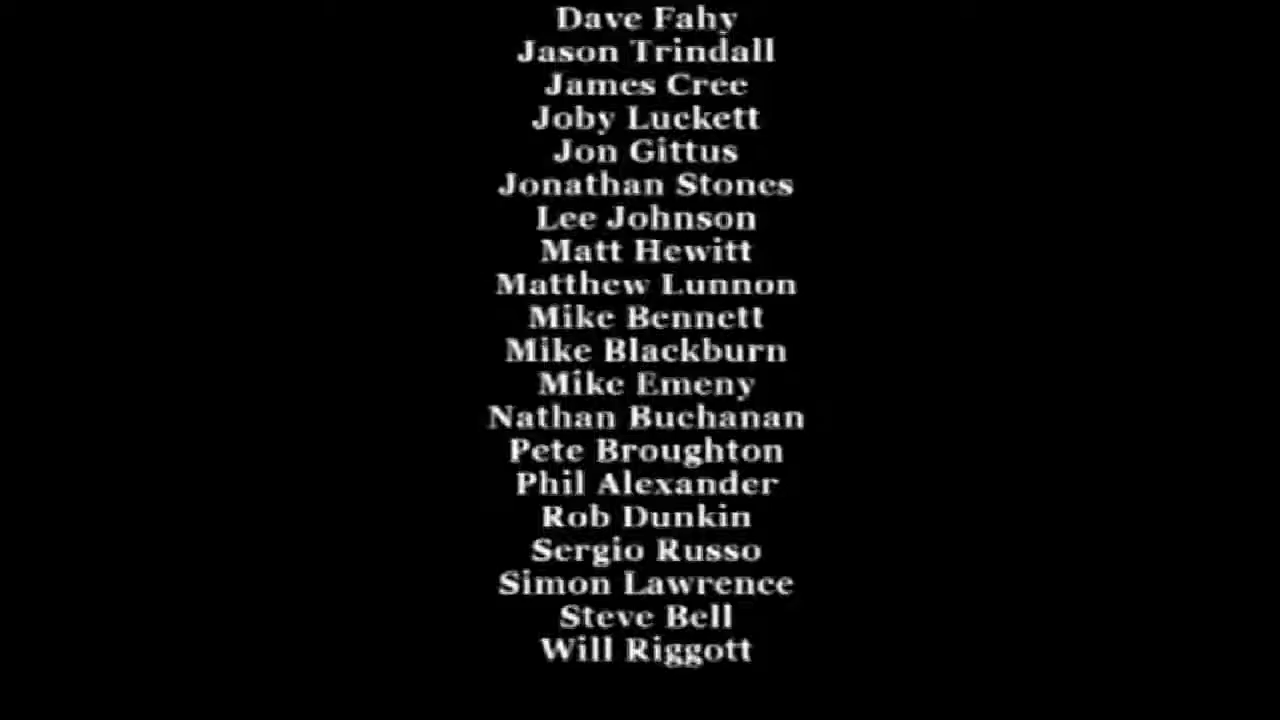 Dave Fahy
Jason Trindall
James Cree
Joby Luckett
Jon Gittus
Jonathan Stones
Lee Johnson
Matt Hewitt
Matthew Lunnon
Mike Bennett
Mike Blackburn
Mike Emeny
Nathan Buchanan
Pete Broughton
Phil Alexander
Rob Dunkin
Sergio Russo
Simon Lawrence
Steve Bell
Will Riggott